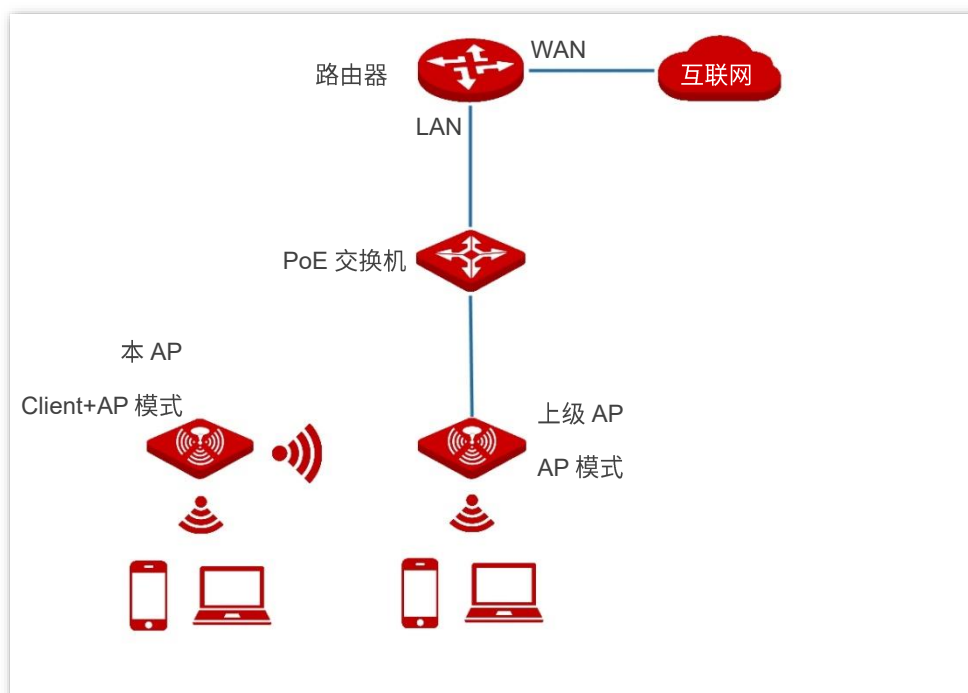 WAN
路由器
互联网
LAN
PoE 交换机
本 AP
Client+AP 模式
上级 AP
AP 模式